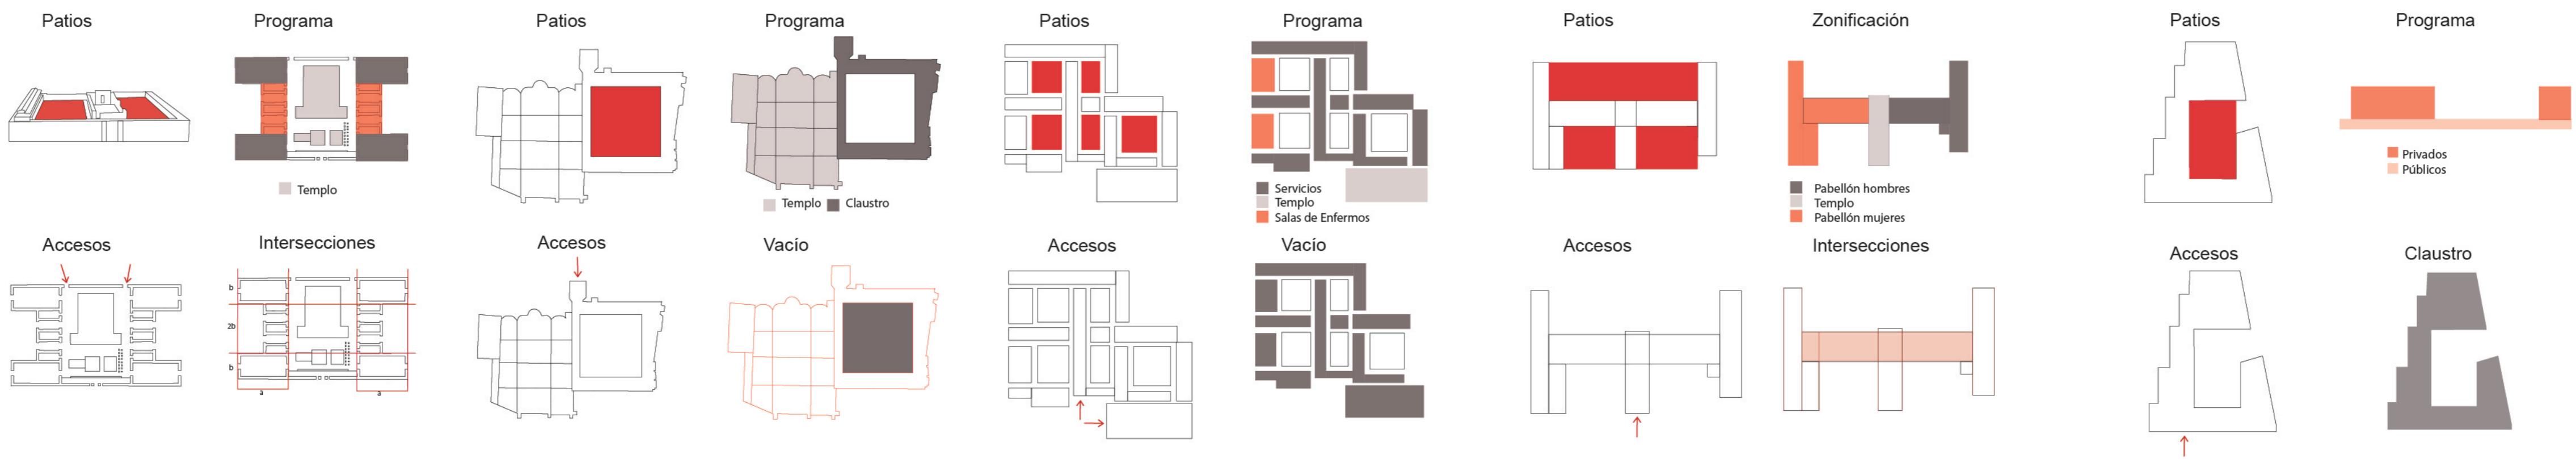 Patios
Programa
Patios
Programa
Patios
Programa
Patios
Zonificación
Patios
Programa
Templo
Templo
Claustro
Servicios
Templo
Salas de Enfermos
Pabellón hombres
Templo
Pabellón mujeres
Privados
Públicos
Accesos
Intersecciones
Accesos
Vacío
Accesos
Vacío
Accesos
Intersecciones
Accesos
Claustro
b
2b
b
a
a